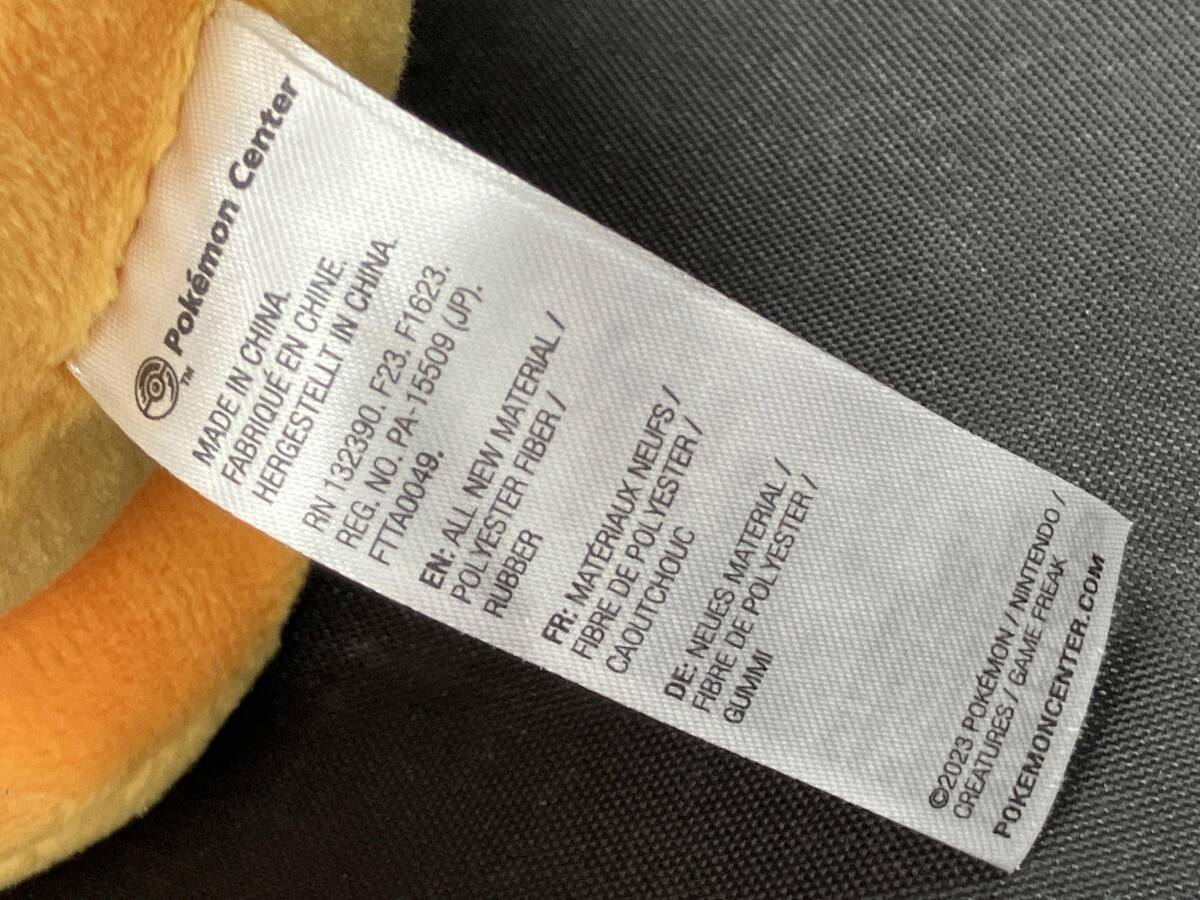 Pokémon Center
™
MADE IN CHINA.
FABRIQUÉ EN CHINE.
HERGESTELLT IN CHINA.
RN 132390. F23. F1623.
REG. NO. PA-15509 (JP).
FTTA0049.
EN: ALL NEW MATERIAL /
POLYESTER FIBER /
RUBBER
FR: MATÉRIAUX NEUFS /
FIBRE DE POLYESTER /
CAOUTCHOUC
DE: NEUES MATERIAL /
FIBRE DE POLYESTER /
GUMMI
©2023 POKÉMON / NINTENDO /
CREATURES / GAME FREAK
POKEMONCENTER.COM